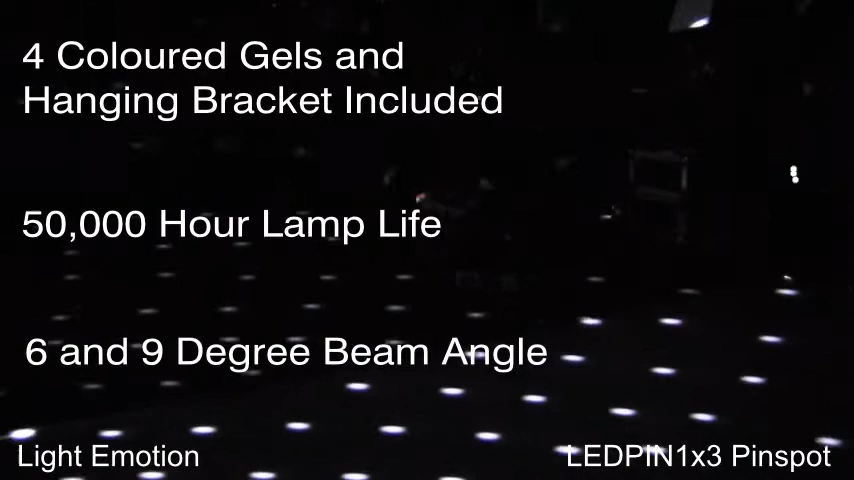 4 Coloured Gels and
Hanging Bracket Included
50,000 Hour Lamp Life
6 and 9 Degree Beam Angle
Light Emotion
LEDPIN1x3 Pinspot